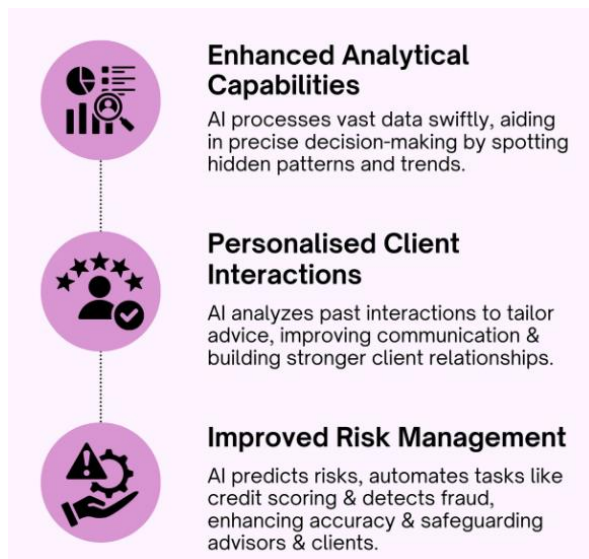 Enhanced Analytical
Capabilities
AI processes vast data swiftly, aiding
in precise decision-making by spotting
hidden patterns and trends.
Personalised Client
Interactions
AI analyzes past interactions to tailor
advice, improving communication &
building stronger client relationships.
Improved Risk Management
AI predicts risks, automates tasks like
credit scoring & detects fraud,
enhancing accuracy & safeguarding
advisors & clients.